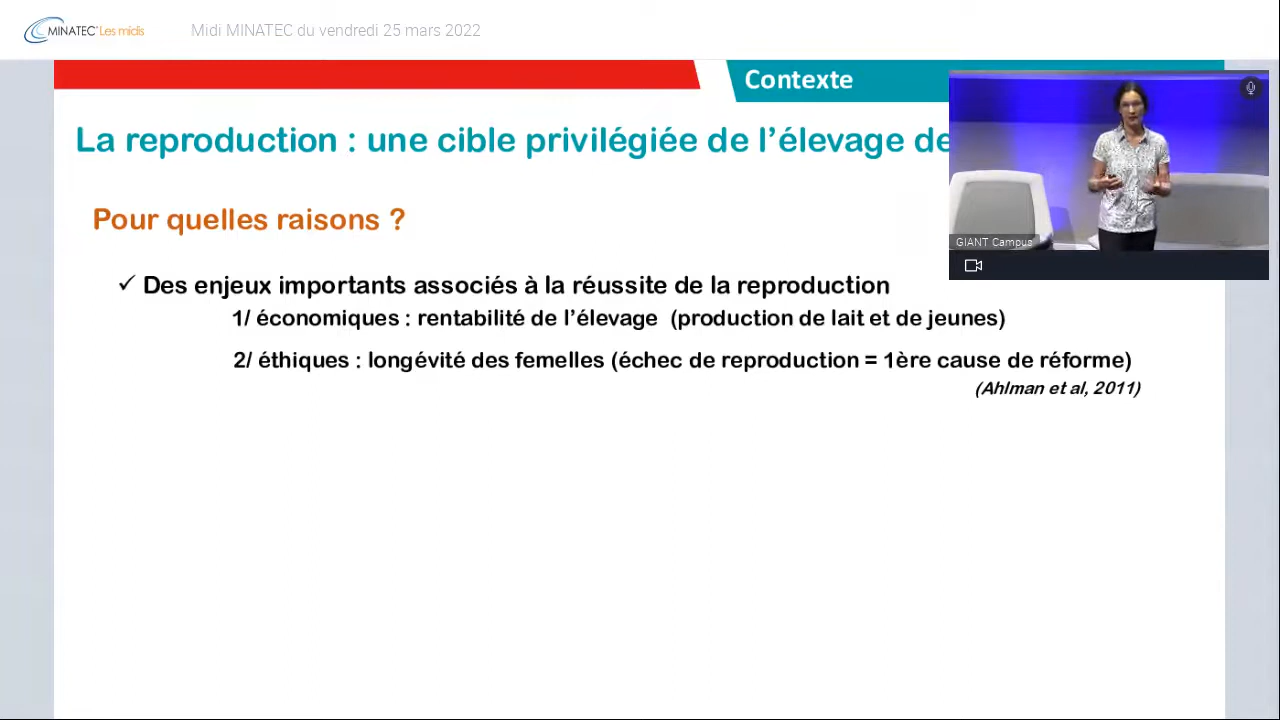 MINATEC Les midis
Midi MINATEC du vendredi 25 mars 2022
Contexte
La reproduction : une cible privilégiée de l’élevage de
GIANT Campus
Pour quelles raisons ?
✓ Des enjeux importants associés à la réussite de la reproduction
1/ économiques : rentabilité de l’élevage (production de lait et de jeunes)
2/ éthiques : longévité des femelles (échec de reproduction = 1ère cause de réforme)
(Ahlman et al, 2011)